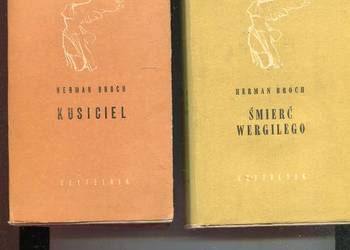 HERMAN BROCH
KUSICIEL
CZYTELNIK
HERMAN BROCH
ŚMIERĆ
WERGILEGO
CZYTELNIK